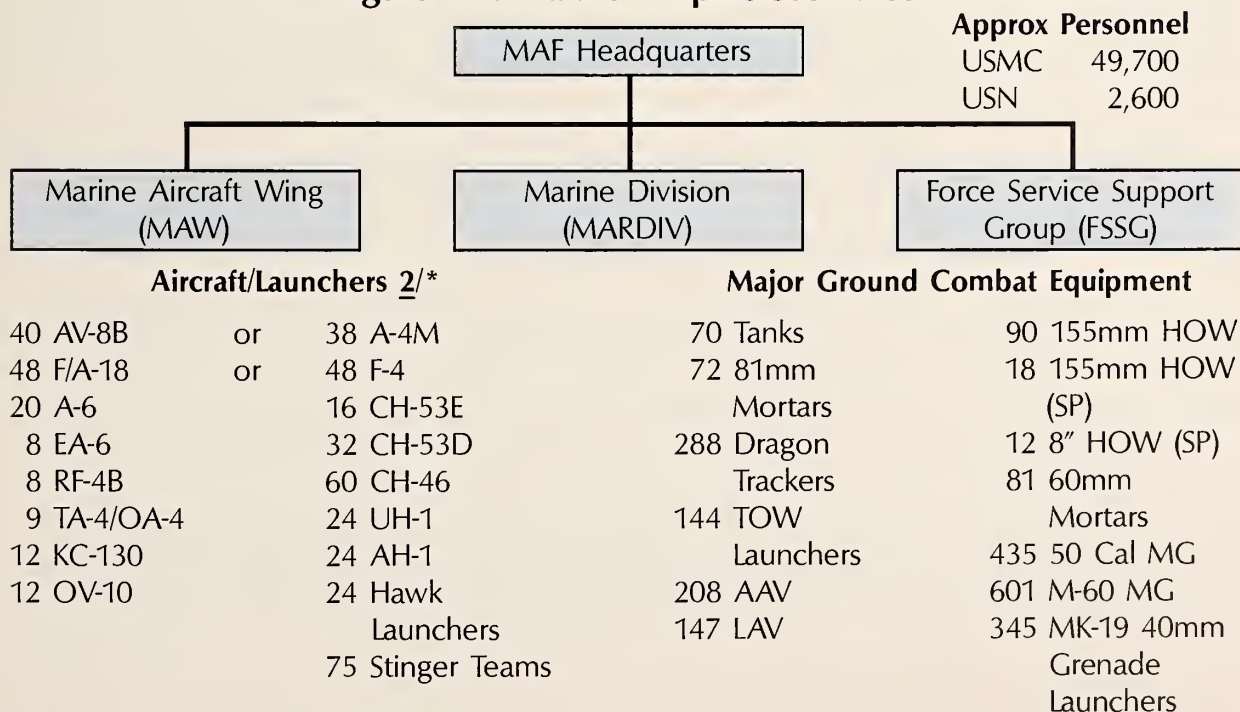 Approx Personnel
USMC 49,700
USN 2,600
MAF Headquarters
Marine Aircraft Wing
(MAW)
Marine Division
(MARDIV)
Force Service Support
Group (FSSG)
Aircraft/Launchers 2/*
40 AV-8B or 38 A-4M
48 F/A-18 or 48 F-4
20 A-6 16 CH-53E
8 EA-6 32 CH-53D
8 RF-4B 60 CH-46
9 TA-4/OA-4 24 UH-1
12 KC-130 24 AH-1
12 OV-10 24 Hawk
Launchers
75 Stinger Teams
Major Ground Combat Equipment
70 Tanks
72 81mm
Mortars
288 Dragon
Trackers
144 TOW
Launchers
208 AAV
147 LAV
90 155mm HOW
18 155mm HOW
(SP)
12 8" HOW (SP)
81 60mm
Mortars
435 50 Cal MG
601 M-60 MG
345 MK-19 40mm
Grenade
Launchers